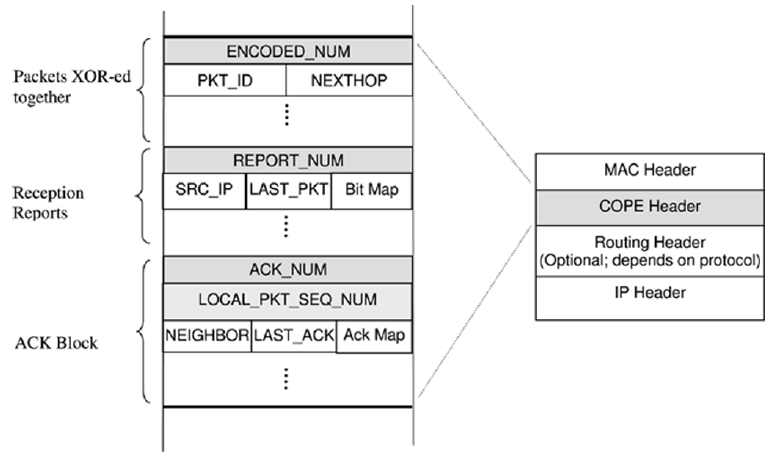 Packets XOR-ed
together
ENCODED_NUM
PKT_ID NEXTHOP
Reception
Reports
REPORT_NUM
SRC_IP LAST_PKT Bit Map
ACK Block
ACK_NUM
LOCAL_PKT_SEQ_NUM
NEIGHBOR LAST_ACK Ack Map
MAC Header
COPE Header
Routing Header
(Optional; depends on protocol)
IP Header